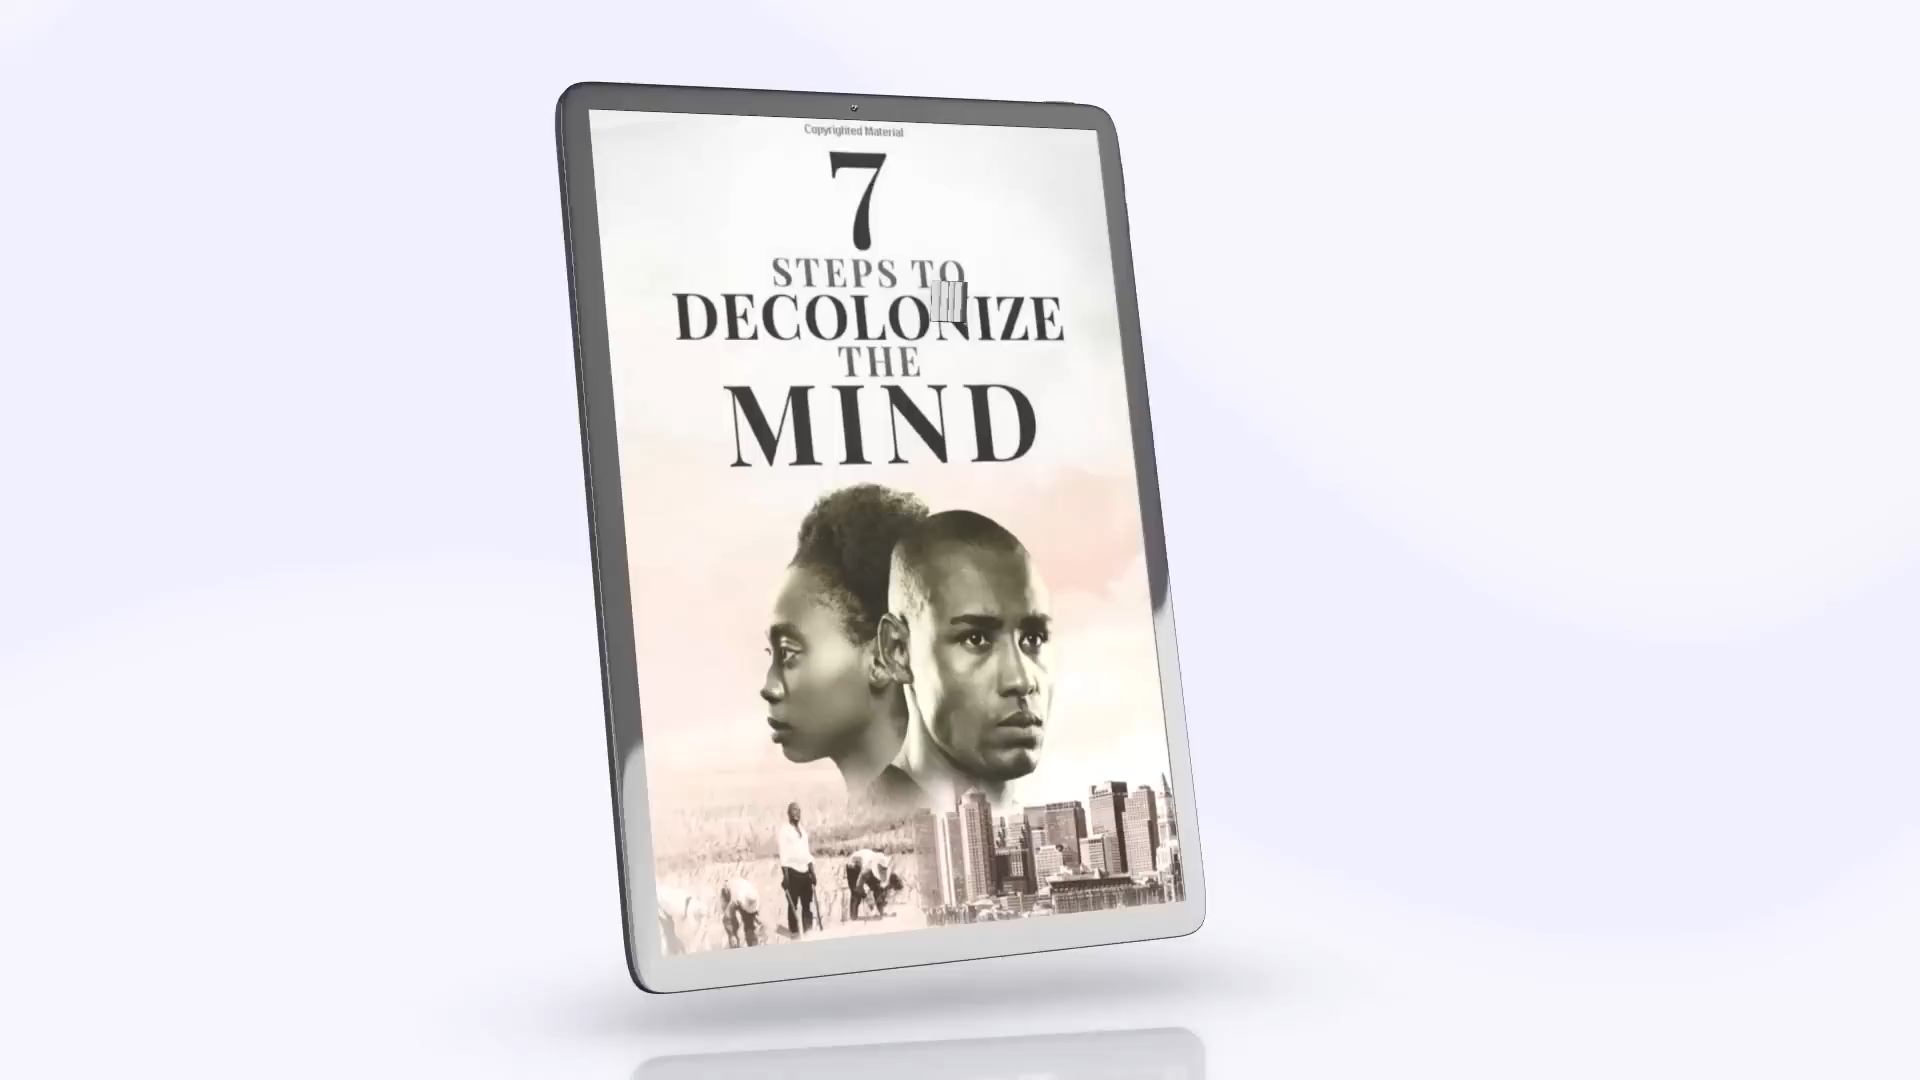 Copyrighted Material
7
STEPS TO
DECOLONIZE
THE
MIND